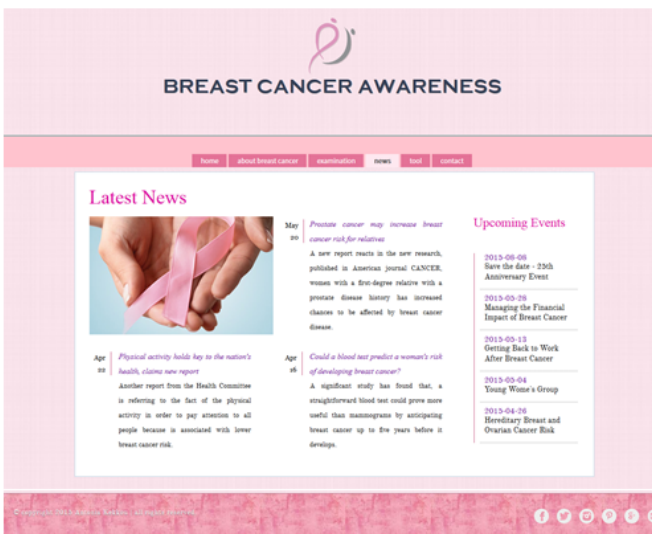 BREAST CANCER AWARENESS
home about breast cancer examination news tool contact
Latest News
May
20
Prostate cancer may increase breast
cancer risk for relatives
A new report reacts in the new research,
published in American journal CANCER,
women with a first-degree relative with a
prostate disease history has increased
chances to be affected by breast cancer
disease.
Apr
22
Physical activity holds key to the nation's
health, claims new report
Another report from the Health Committee
is referring to the fact of the physical
activity in order to pay attention to all
people because is associated with lower
breast cancer risk.
Apr
16
Could a blood test predict a woman's risk
of developing breast cancer?
A significant study has found that, a
straightforward blood test could prove more
useful than mammograms by anticipating
breast cancer up to five years before it
develops.
Upcoming Events
2015-06-06
Save the date - 25th
Anniversary Event
2015-05-28
Managing the Financial
Impact of Breast Cancer
2015-05-13
Getting Back to Work
After Breast Cancer
2015-05-04
Young Wome's Group
2015-04-26
Hereditary Breast and
Ovarian Cancer Risk
all rights reserved